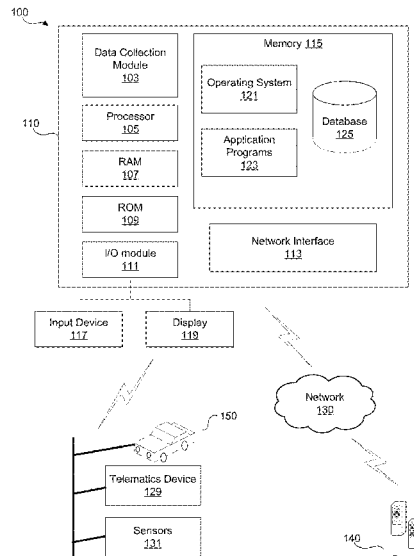 100
110
Data Collection
Module
103
Processor
105
RAM
107
ROM
109
I/O module
111
Memory 115
Operating System
121
Application
Programs
123
Database
125
Network Interface
113
Input Device
117
Display
119
Network
130
150
Telematics Device
129
Sensors
131
140